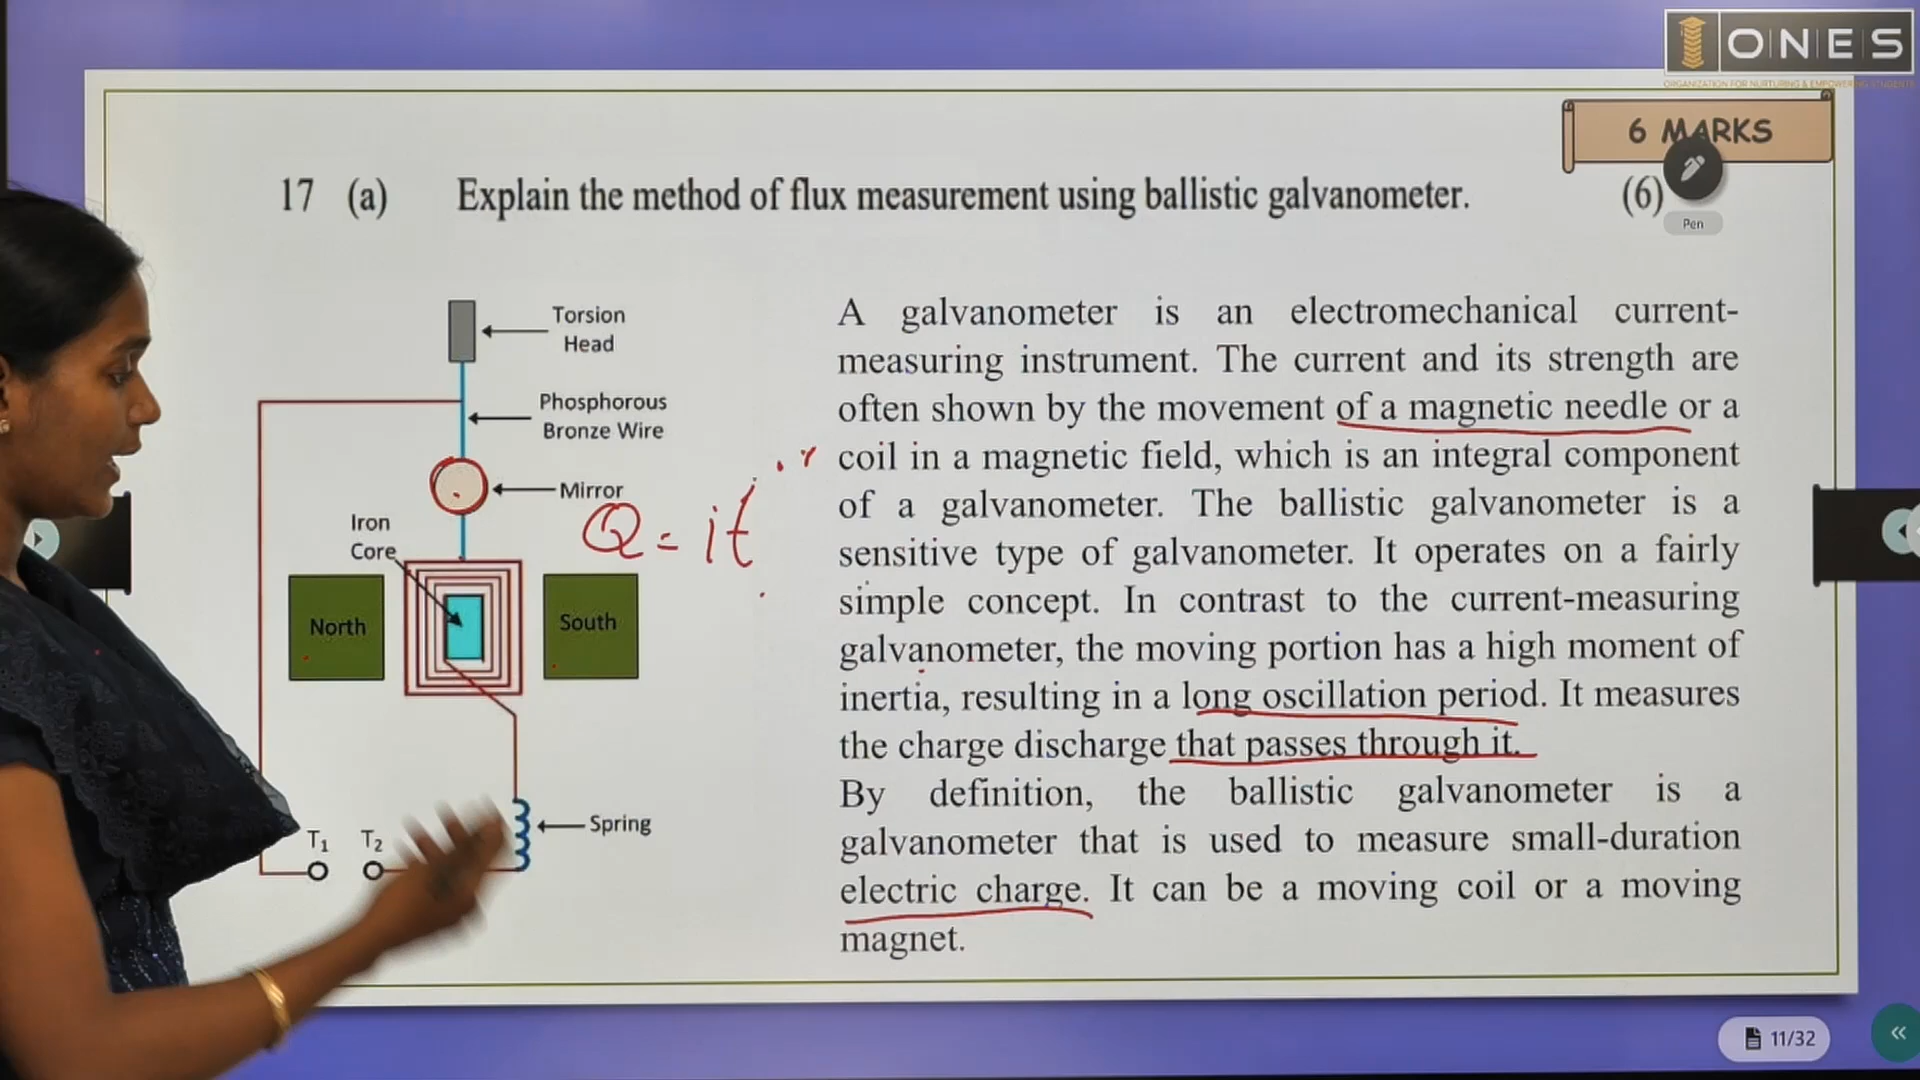 ONES
ORGANIZATION FOR NURTURING & EMPOWERING STUDENTS
6 MARKS
17 (a) Explain the method of flux measurement using ballistic galvanometer. (6)
Pen
Torsion
Head
Phosphorous
Bronze Wire
Mirror
Q = it
Iron
Core
North
South
T1 T2
Spring
A galvanometer is an electromechanical current-
measuring instrument. The current and its strength are
often shown by the movement of a magnetic needle or a
coil in a magnetic field, which is an integral component
of a galvanometer. The ballistic galvanometer is a
sensitive type of galvanometer. It operates on a fairly
simple concept. In contrast to the current-measuring
galvanometer, the moving portion has a high moment of
inertia, resulting in a long oscillation period. It measures
the charge discharge that passes through it.
By definition, the ballistic galvanometer is a
galvanometer that is used to measure small-duration
electric charge. It can be a moving coil or a moving
magnet.
11/32